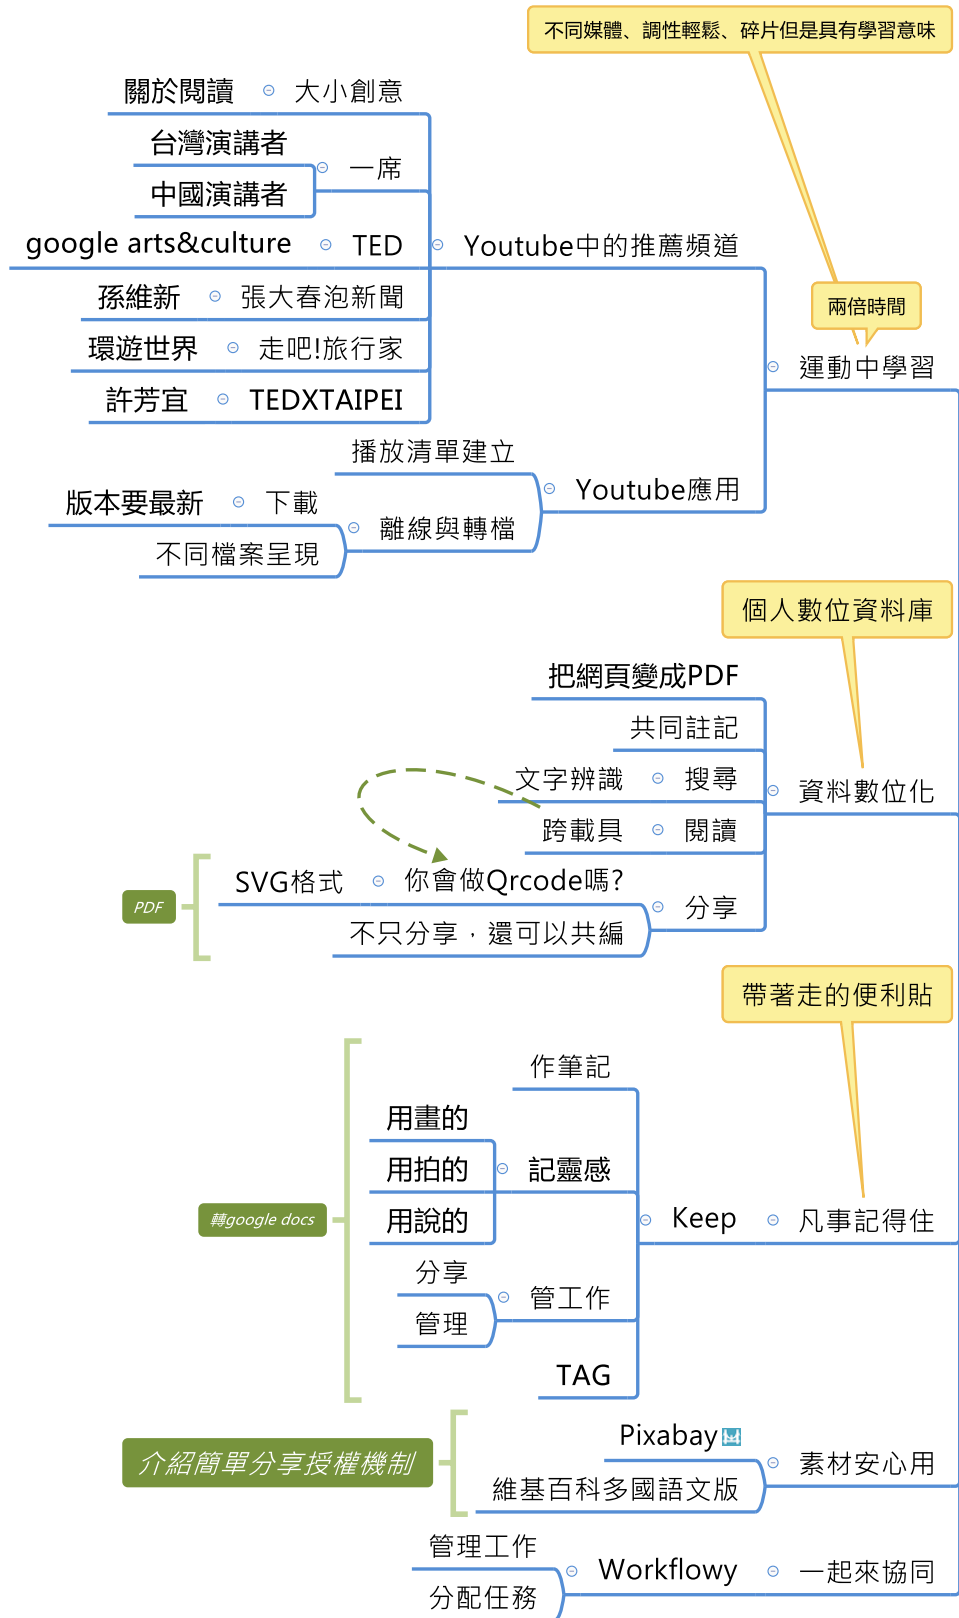 不同媒體、調性輕鬆、碎片但是具有學習意味
關於閱讀
大小創意
台灣演講者
一席
中國演講者
google arts&culture
TED
Youtube中的推薦頻道
孫維新
張大春泡新聞
兩倍時間
環遊世界
走吧!旅行家
運動中學習
許芳宜
TEDXTAIPEI
播放清單建立
Youtube應用
版本要最新
下載
離線與轉檔
不同檔案呈現
個人數位資料庫
把網頁變成PDF
共同註記
文字辨識
搜尋
資料數位化
跨載具
閱讀
SVG格式
你會做Qrcode嗎?
PDF
分享
不只分享，還可以共編
帶著走的便利貼
作筆記
用畫的
用拍的
記靈感
用說的
轉google docs
Keep
凡事記得住
分享
管工作
管理
TAG
Pixabay
介紹簡單分享授權機制
素材安心用
維基百科多國語文版
管理工作
Workflowy
一起來協同
分配任務